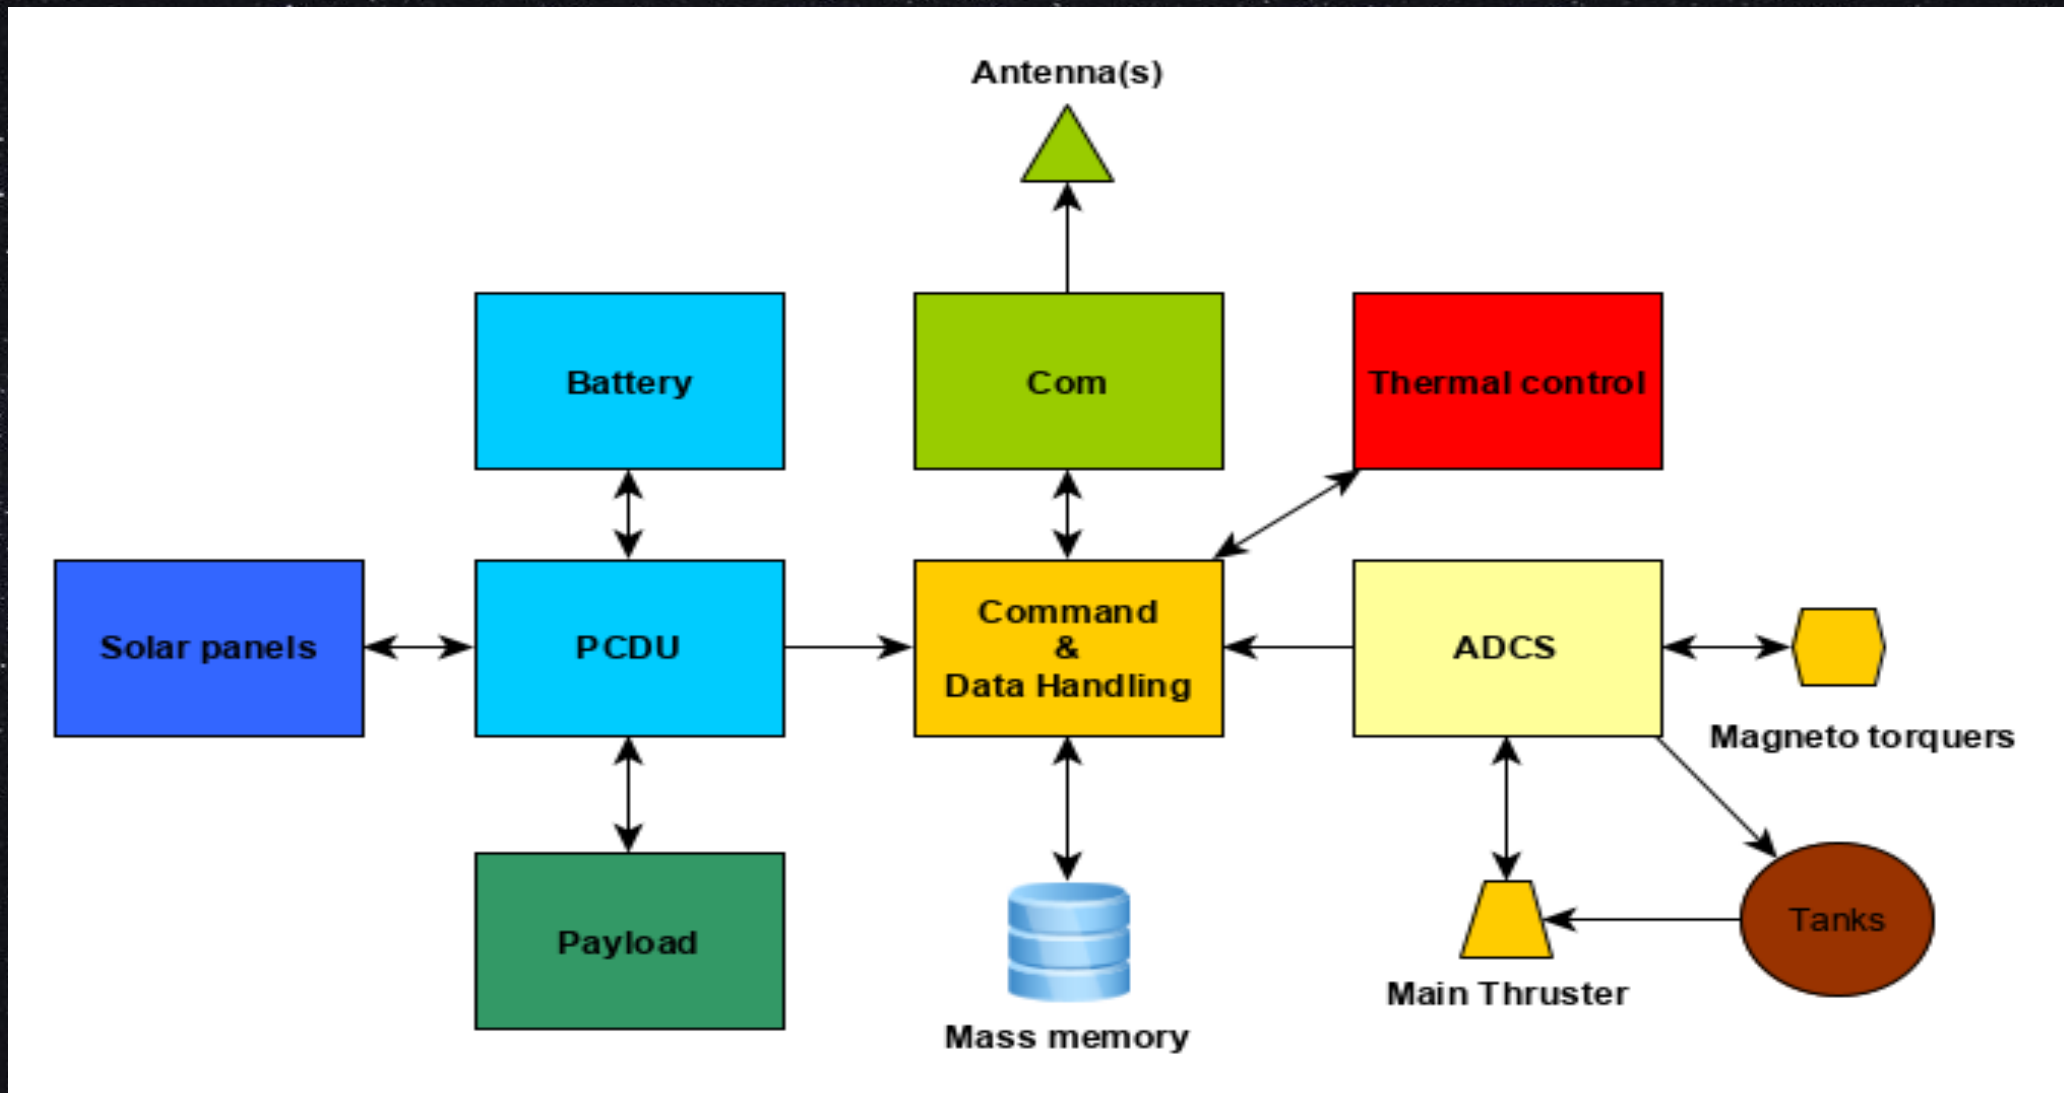 Antenna(s)
Battery
Com
Thermal control
Solar panels
PCDU
Command
&
Data Handling
ADCS
Magneto torquers
Payload
Tanks
Main Thruster
Mass memory